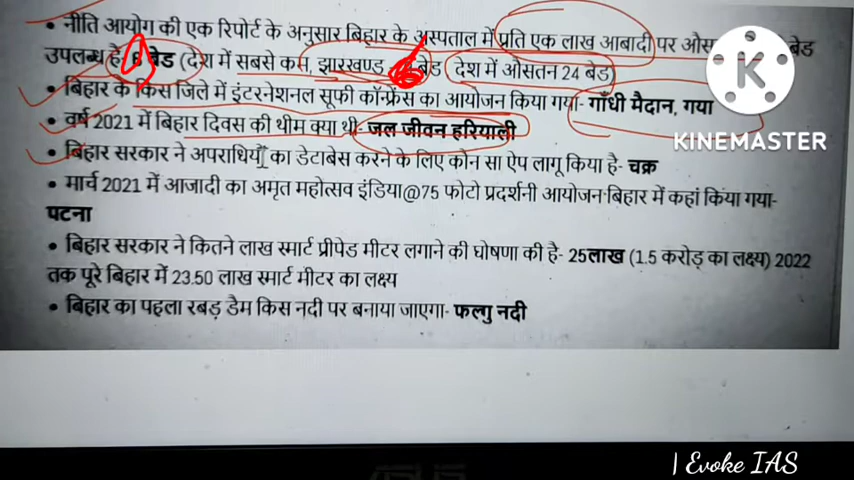 • नीति आयोग की एक रिपोर्ट के अनुसार बिहार के अस्पताल में प्रति एक लाख आबादी पर
उपलब्ध है- बेड (देश में सबसे कम, झारखण्ड बेड देश में औसतन 24 बेड)
• बिहार के किस जिले में इंटरनेशनल सूफी कॉन्फ्रेंस का आयोजन किया गया- गाँधी मैदान, गया
• वर्ष 2021 में बिहार दिवस की थीम क्या थी- जल जीवन हरियाली
• बिहार सरकार ने अपराधियों का डेटाबेस करने के लिए कौन सा ऐप लागू किया है- चक्र
• मार्च 2021 में आजादी का अमृत महोत्सव इंडिया@75 फोटो प्रदर्शनी आयोजन बिहार में कहां किया गया-
पटना
• बिहार सरकार ने कितने लाख स्मार्ट प्रीपेड मीटर लगाने की घोषणा की है- 25लाख (1.5 करोड़ का लक्ष्य) 2022
तक पूरे बिहार में 23.50 लाख स्मार्ट मीटर का लक्ष्य
• बिहार का पहला रबड़ डैम किस नदी पर बनाया जाएगा- फल्गु नदी
K
KINEMASTER
Evoke IAS